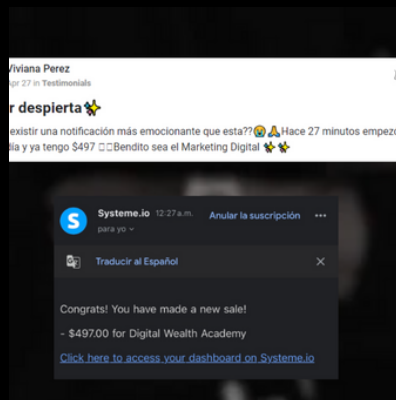 Viviana Perez
Apr 27 in Testimonials
r despierta✨
existir una notificación más emocionante que esta??😭🙏Hace 27 minutos empezo
día y ya tengo $497 □□Bendito sea el Marketing Digital ✨✨
S
Systeme.io 12:27 a.m. Anular la suscripción ...
para yo
Traducir al Español
Congrats! You have made a new sale!
- $497.00 for Digital Wealth Academy
Click here to access your dashboard on Systeme.io